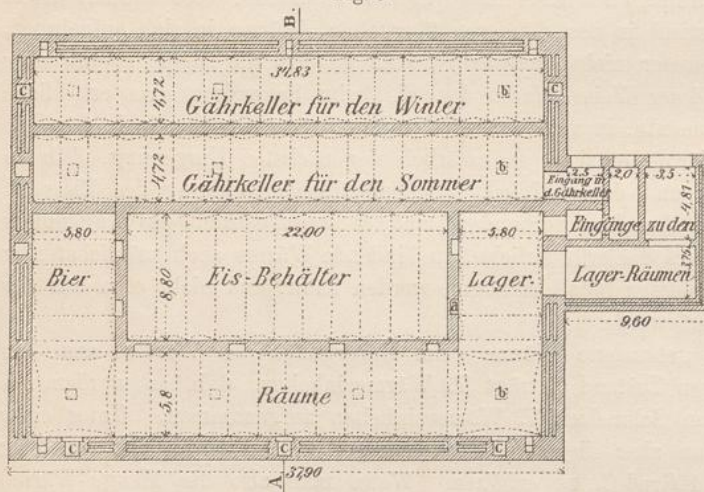 B.
34,83
c
4,72
b
c
Gährkeller für den Winter
4,72
b
Gährkeller für den Sommer
2,5
2,0
3,5
Eingang in
d. Gährkeller
4,87
5,80
22,00
5,80
Eingänge zu den
Bier
8,80
Eis-Behälter
Lager-
Lager-Räumen
1,75
a
9,60
5,8
Räume
b
c
c
c
A
37,90